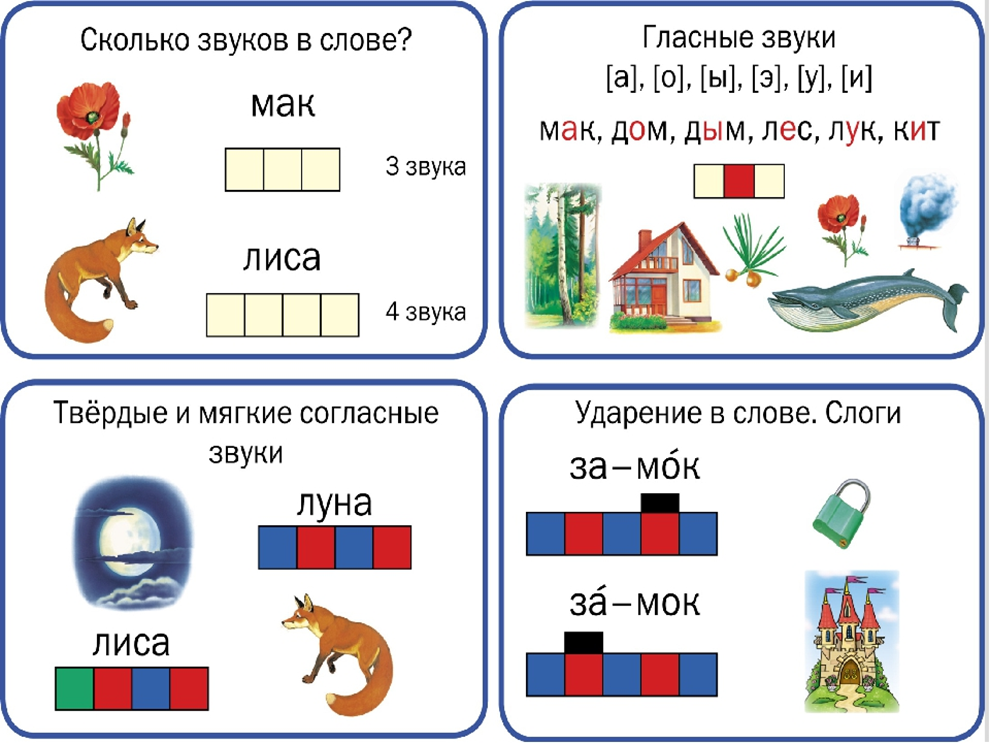 Сколько звуков в слове?
мак
3 звука
лиса
4 звука
Гласные звуки
[а], [о], [ы], [э], [у], [и]
мак, дом, дым, лес, лук, кит
Твёрдые и мягкие согласные
звуки
луна
лиса
Ударение в слове. Слоги
за–мо́к
за́–мок